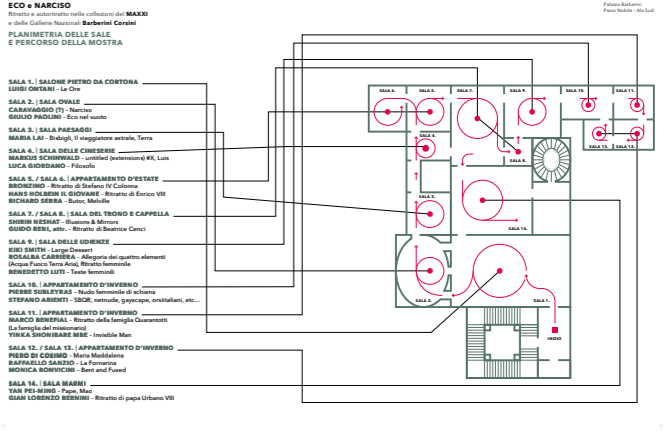 ECO e NARCISO
Ritratto e autoritratto nelle collezioni del MAXXI
e delle Gallerie Nazionali Barberini Corsini
PLANIMETRIA DELLE SALE
E PERCORSO DELLA MOSTRA
Palazzo Barberini
Piano Nobile - Ala Sud
SALA 1. | SALONE PIETRO DA CORTONA
LUIGI ONTANI - Le Ore
SALA 2. | SALA OVALE
CARAVAGGIO (?) - Narciso
GIULIO PAOLINI - Eco nel vuoto
SALA 3. | SALA PAESAGGI
MARIA LAI - Bisbigli, Il viaggiatore astrale, Terra
SALA 4. | SALA DELLE CINESERIE
MARKUS SCHINWALD - untitled (extensions) #X, Luis
LUCA GIORDANO - Filosofo
SALA 5. / SALA 6. | APPARTAMENTO D'ESTATE
BRONZINO - Ritratto di Stefano IV Colonna
HANS HOLBEIN IL GIOVANE - Ritratto di Enrico VIII
RICHARD SERRA - Butor, Melville
SALA 7. / SALA 8. | SALA DEL TRONO E CAPPELLA
SHIRIN NESHAT - Illusions & Mirrors
GUIDO RENI, attr. - Ritratto di Beatrice Cenci
SALA 9. | SALA DELLE UDIENZE
KIKI SMITH - Large Dessert
ROSALBA CARRIERA - Allegoria dei quattro elementi
(Acqua Fuoco Terra Aria), Ritratto femminile
BENEDETTO LUTI - Teste femminili
SALA 10. | APPARTAMENTO D'INVERNO
PIERRE SUBLEYRAS - Nudo femminile di schiena
STEFANO ARIENTI - SBQR, netnude, gayscape, orsitaliani, etc...
SALA 11. | APPARTAMENTO D'INVERNO
MARCO BENEFIAL - Ritratto della famiglia Quarantotti
(La famiglia del missionario)
YINKA SHONIBARE MBE - Invisible Man
SALA 12. / SALA 13. | APPARTAMENTO D'INVERNO
PIERO DI COSIMO - Maria Maddalena
RAFFAELLO SANZIO - La Fornarina
MONICA BONVICINI - Bent and Fused
SALA 14. | SALA MARMI
YAN PEI-MING - Pape, Mao
GIAN LORENZO BERNINI - Ritratto di papa Urbano VIII
SALA 6.
SALA 5.
SALA 7.
SALA 9.
SALA 10.
SALA 11.
SALA 4.
SALA 13.
SALA 12.
SALA 8.
SALA 3.
SALA 14.
SALA 2.
SALA 1.
INIZIO